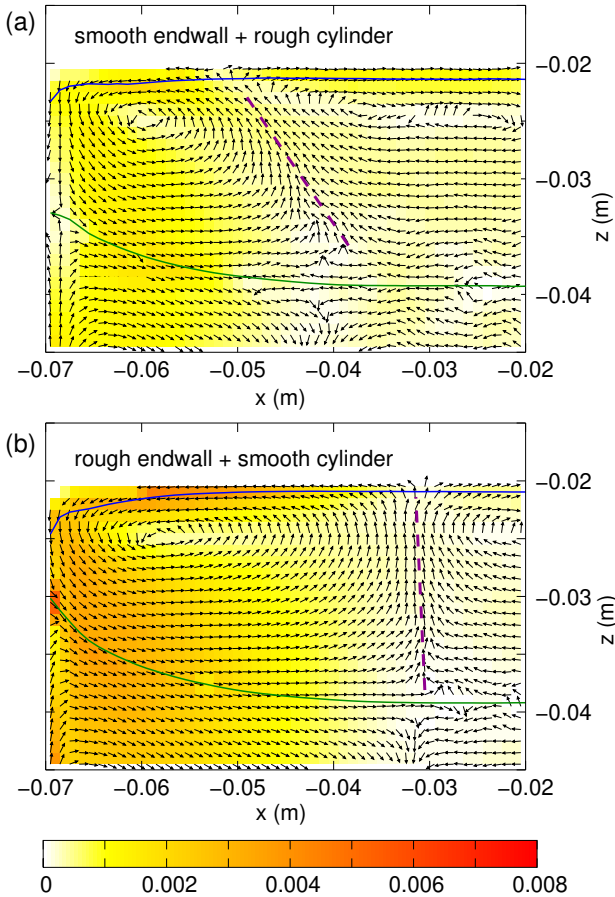 (a)
smooth endwall + rough cylinder
−0.02
−0.03
−0.04
z (m)
−0.07 −0.06 −0.05 −0.04 −0.03 −0.02
x (m)
(b)
rough endwall + smooth cylinder
−0.02
−0.03
−0.04
z (m)
−0.07 −0.06 −0.05 −0.04 −0.03 −0.02
x (m)
0 0.002 0.004 0.006 0.008